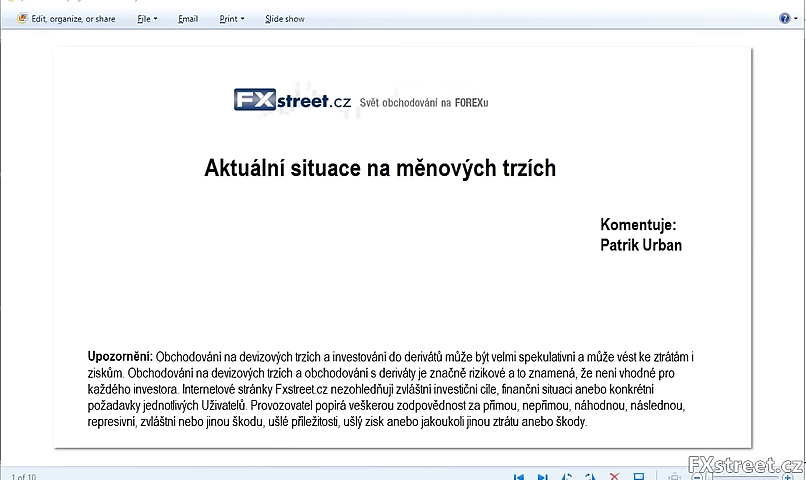 Edit, organize, or share File Email Print Slide show
FXstreet.cz Svět obchodování na FOREXu
Aktuální situace na měnových trzích
Komentuje:
Patrik Urban
Upozornění: Obchodování na devizových trzích a investování do derivátů může být velmi spekulativní a může vést ke ztrátám i
ziskům. Obchodování na devizových trzích a obchodování s deriváty je značně rizikové a to znamená, že není vhodné pro
každého investora. Internetové stránky Fxstreet.cz nezohledňují zvláštní investiční cíle, finanční situaci anebo konkrétní
požadavky jednotlivých Uživatelů. Provozovatel popírá veškerou zodpovědnost za přímou, nepřímou, náhodnou, následnou,
represivní, zvláštní nebo jinou škodu, ušlé příležitosti, ušlý zisk anebo jakoukoli jinou ztrátu anebo škody.
1 of 10
FXstreet.cz